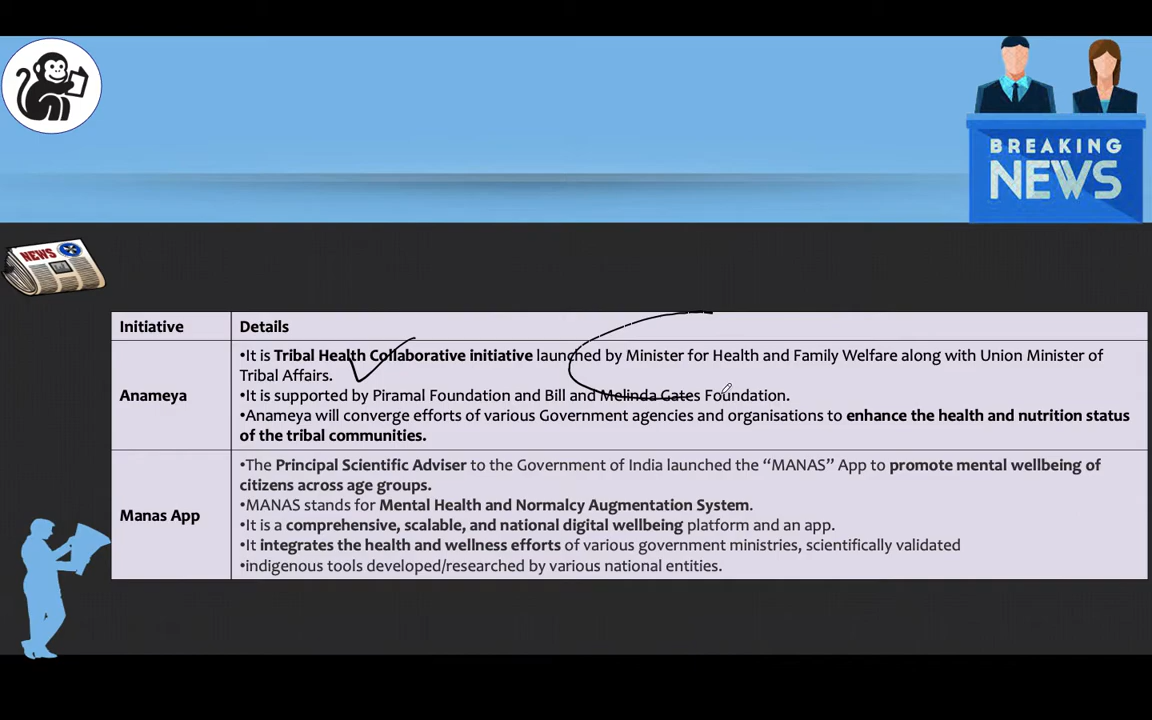 BREAKING
NEWS
NEWS
Initiative Details
Anameya
•It is Tribal Health Collaborative initiative launched by Minister for Health and Family Welfare along with Union Minister of
Tribal Affairs.
•It is supported by Piramal Foundation and Bill and Melinda Gates Foundation.
•Anameya will converge efforts of various Government agencies and organisations to enhance the health and nutrition status
of the tribal communities.
Manas App
•The Principal Scientific Adviser to the Government of India launched the “MANAS” App to promote mental wellbeing of
citizens across age groups.
•MANAS stands for Mental Health and Normalcy Augmentation System.
•It is a comprehensive, scalable, and national digital wellbeing platform and an app.
•It integrates the health and wellness efforts of various government ministries, scientifically validated
•indigenous tools developed/researched by various national entities.